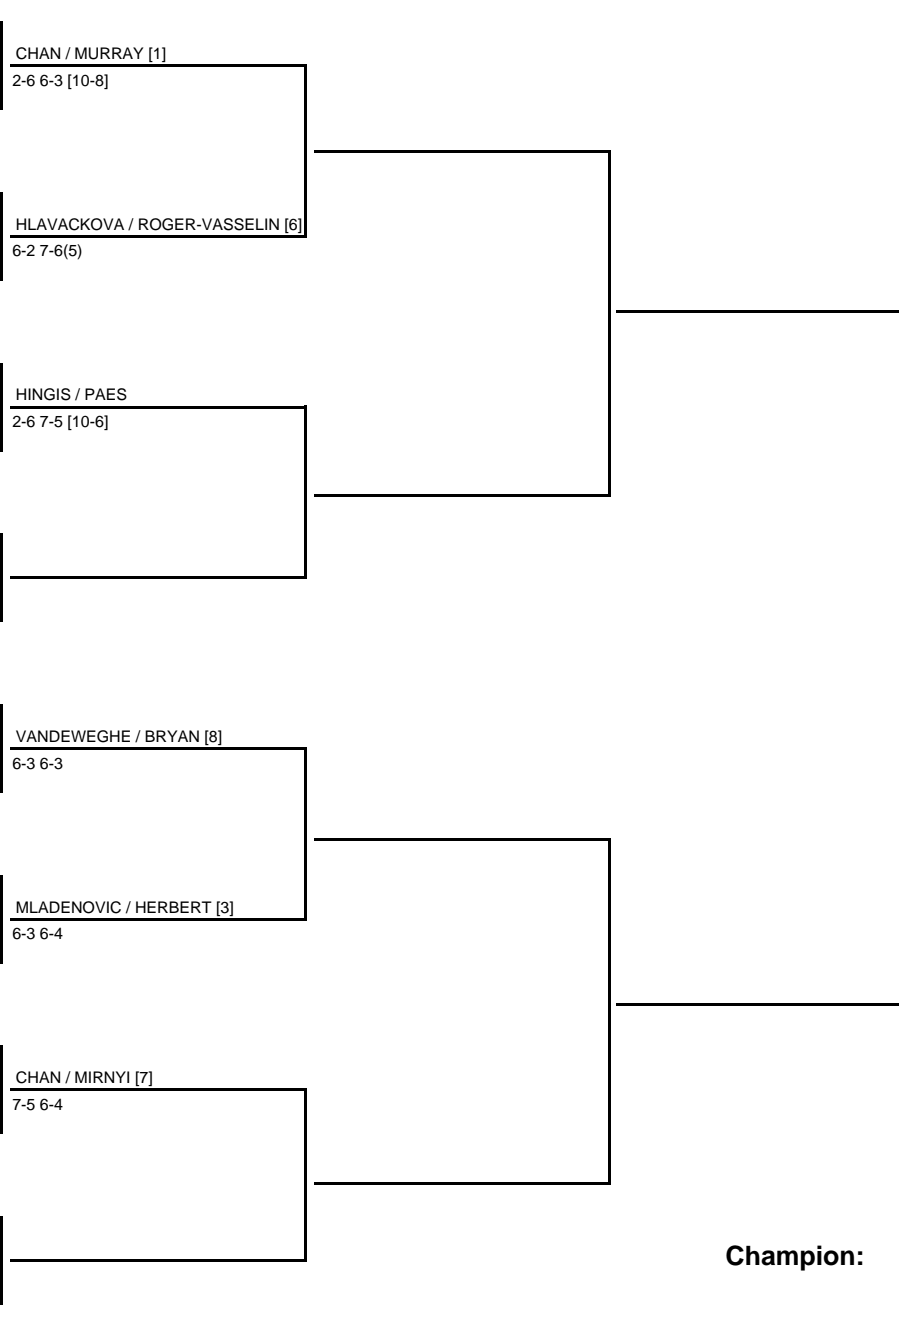 CHAN / MURRAY [1]
2-6 6-3 [10-8]
HLAVACKOVA / ROGER-VASSELIN [6]
6-2 7-6(5)
HINGIS / PAES
2-6 7-5 [10-6]
VANDEWEGHE / BRYAN [8]
6-3 6-3
MLADENOVIC / HERBERT [3]
6-3 6-4
CHAN / MIRNYI [7]
7-5 6-4
Champion: